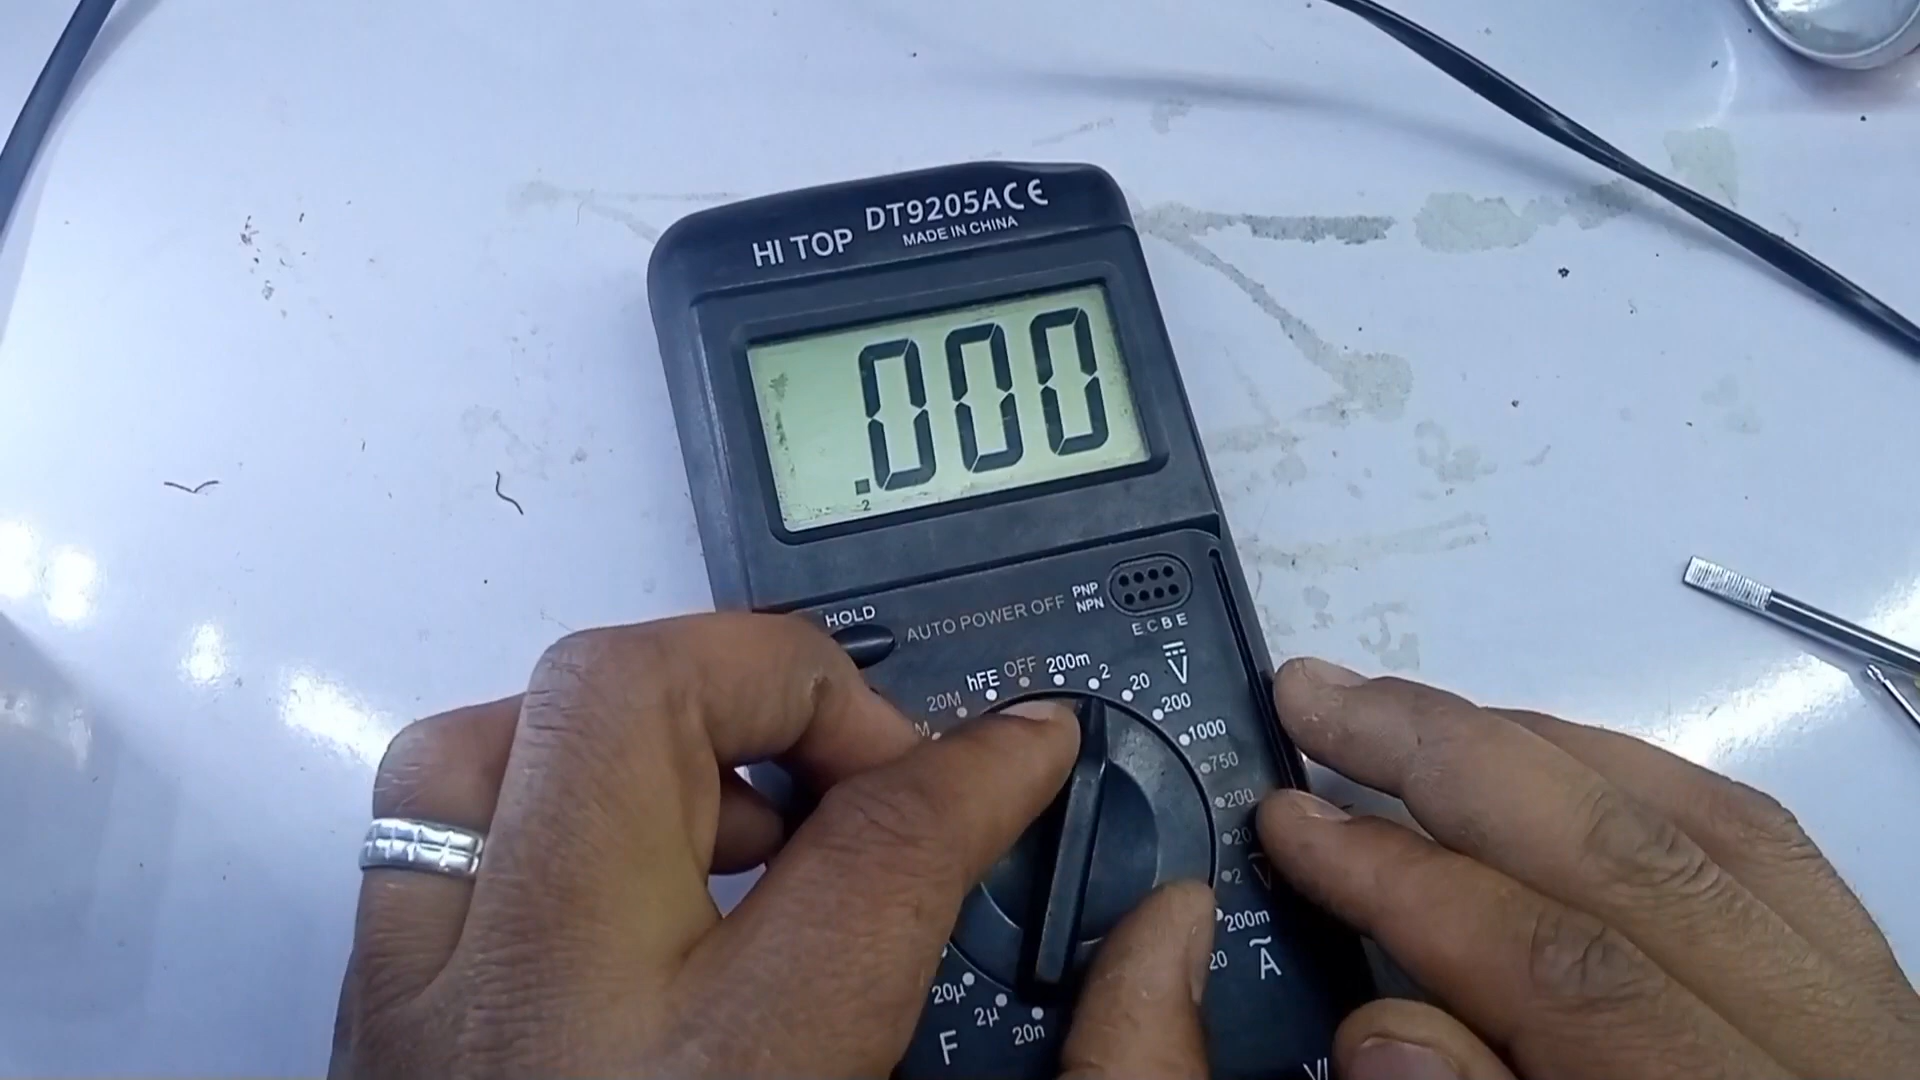 HI TOP DT9205A CE
MADE IN CHINA
.000
2
HOLD
AUTO POWER OFF
PNP
NPN
E C B E
hFE
OFF
200m
2
20
V
200
1000
750
200
20
2
V
200m
20
A
20M
M
20µ
2µ
20n
F